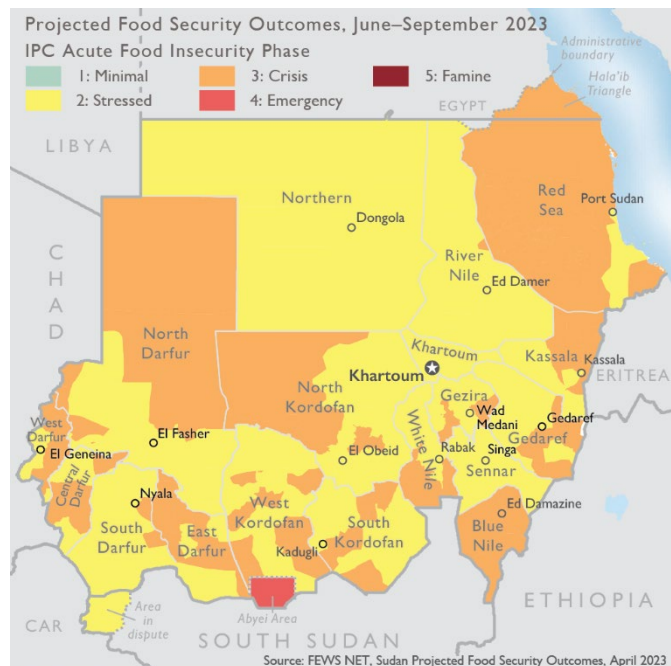 Projected Food Security Outcomes, June–September 2023
IPC Acute Food Insecurity Phase
1: Minimal
3: Crisis
5: Famine
2: Stressed
4: Emergency
Administrative
boundary
Hala'ib
Triangle
EGYPT
LIBYA
CHAD
Northern
Dongola
Red
Sea
Port Sudan
River
Nile
Ed Damer
North
Darfur
Khartoum
Khartoum
Kassala
Kassala
ERITREA
North
Kordofan
Gezira
Wad
Medani
Gedaref
Gedaref
West
Darfur
El Geneina
El Fasher
El Obeid
White Nile
Rabak
Singa
Sennar
Central
Darfur
Nyala
South
Darfur
East
Darfur
West
Kordofan
South
Kordofan
Kadugli
Ed Damazine
Blue
Nile
Abyei Area
Area
in
dispute
CAR
SOUTH SUDAN
ETHIOPIA
Source: FEWS NET, Sudan Projected Food Security Outcomes, April 2023